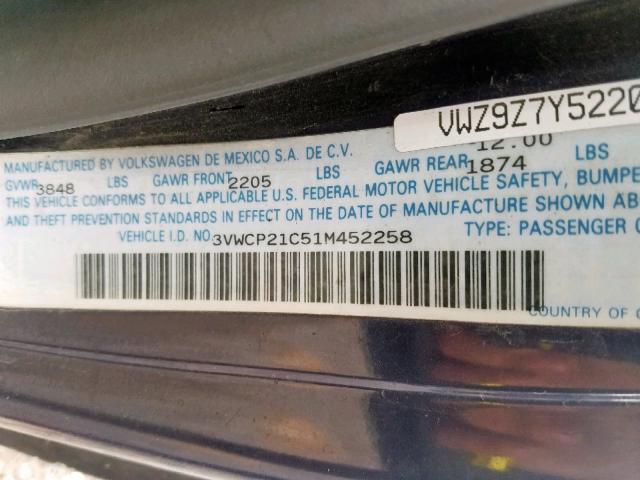 VWZ9Z7Y5220
12.00
MANUFACTURED BY VOLKSWAGEN DE MEXICO S.A. DE C.V.
GVWR 3848 LBS GAWR FRONT 2205 LBS GAWR REAR 1874 LBS
THIS VEHICLE CONFORMS TO ALL APPLICABLE U.S. FEDERAL MOTOR VEHICLE SAFETY, BUMPE
AND THEFT PREVENTION STANDARDS IN EFFECT ON THE DATE OF MANUFACTURE SHOWN ABO
VEHICLE I.D. NO. 3VWCP21C51M452258 TYPE: PASSENGER C
COUNTRY OF O